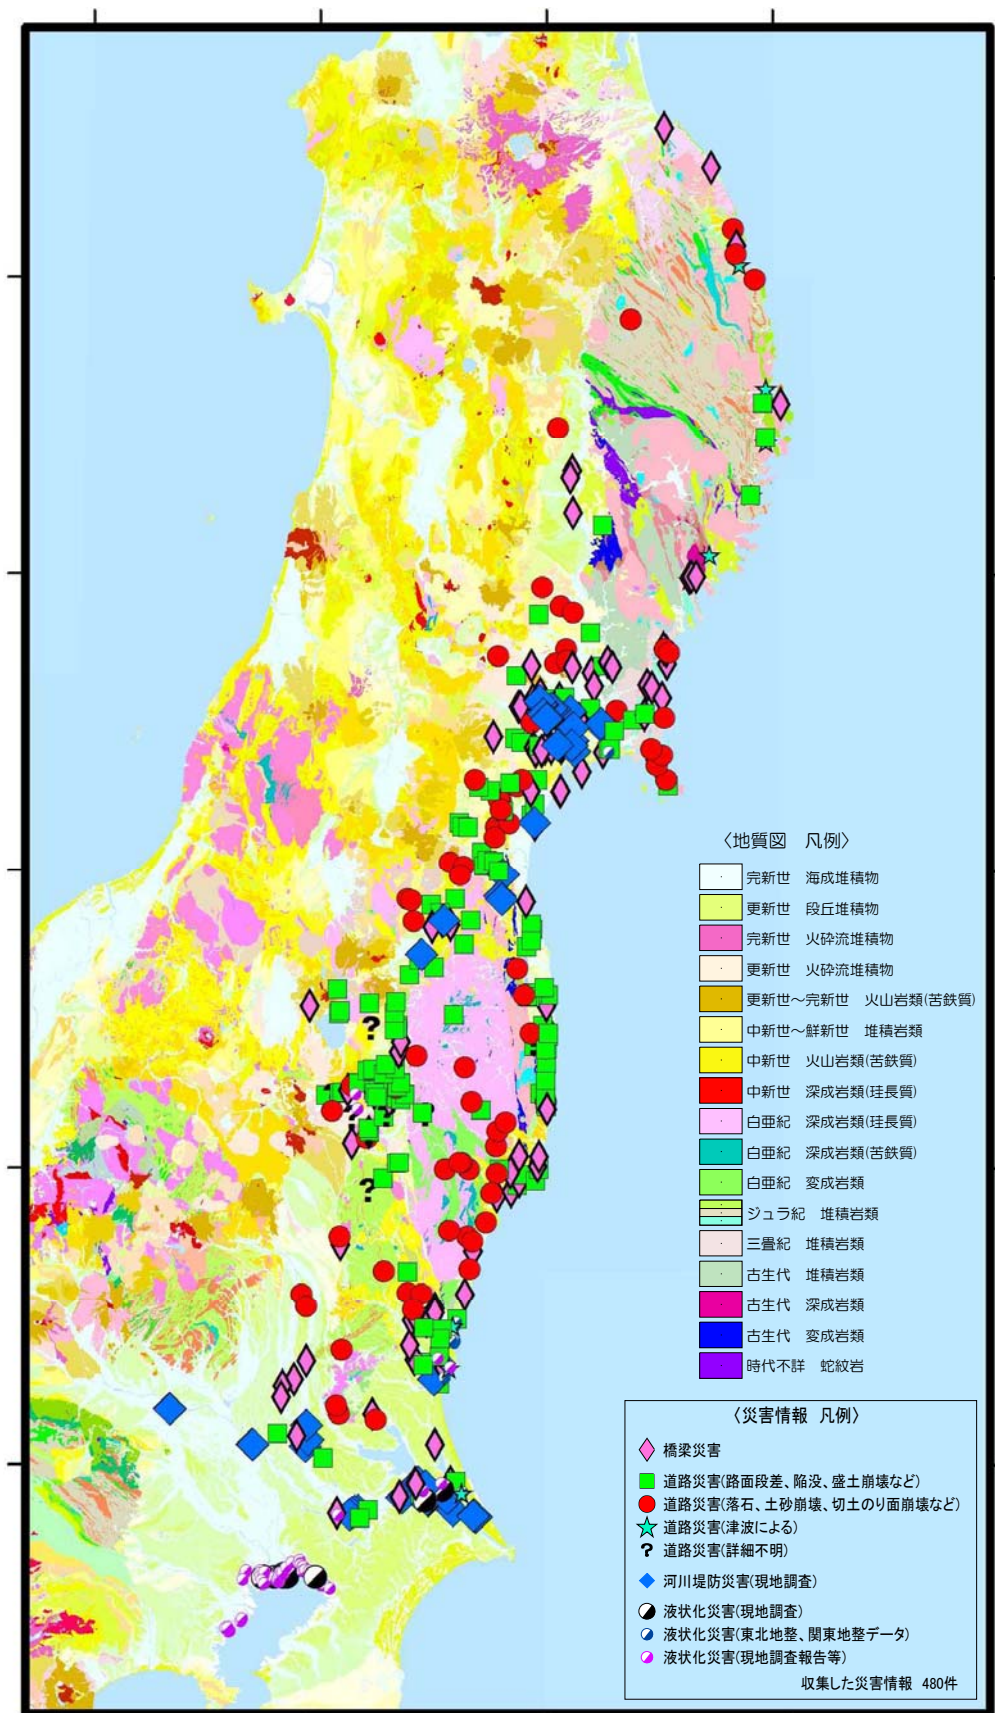 〈地質図 凡例〉
完新世 海成堆積物
更新世 段丘堆積物
完新世 火砕流堆積物
更新世 火砕流堆積物
更新世～完新世 火山岩類(苦鉄質)
中新世～鮮新世 堆積岩類
中新世 火山岩類(苦鉄質)
中新世 深成岩類(珪長質)
白亜紀 深成岩類(珪長質)
白亜紀 深成岩類(苦鉄質)
白亜紀 変成岩類
ジュラ紀 堆積岩類
三畳紀 堆積岩類
古生代 堆積岩類
古生代 深成岩類
古生代 変成岩類
時代不詳 蛇紋岩
〈災害情報 凡例〉
橋梁災害
道路災害(路面段差、陥没、盛土崩壊など)
道路災害(落石、土砂崩壊、切土のり面崩壊など)
道路災害(津波による)
? 道路災害(詳細不明)
河川堤防災害(現地調査)
液状化災害(現地調査)
液状化災害(東北地整、関東地整データ)
液状化災害(現地調査報告等)
収集した災害情報 480件